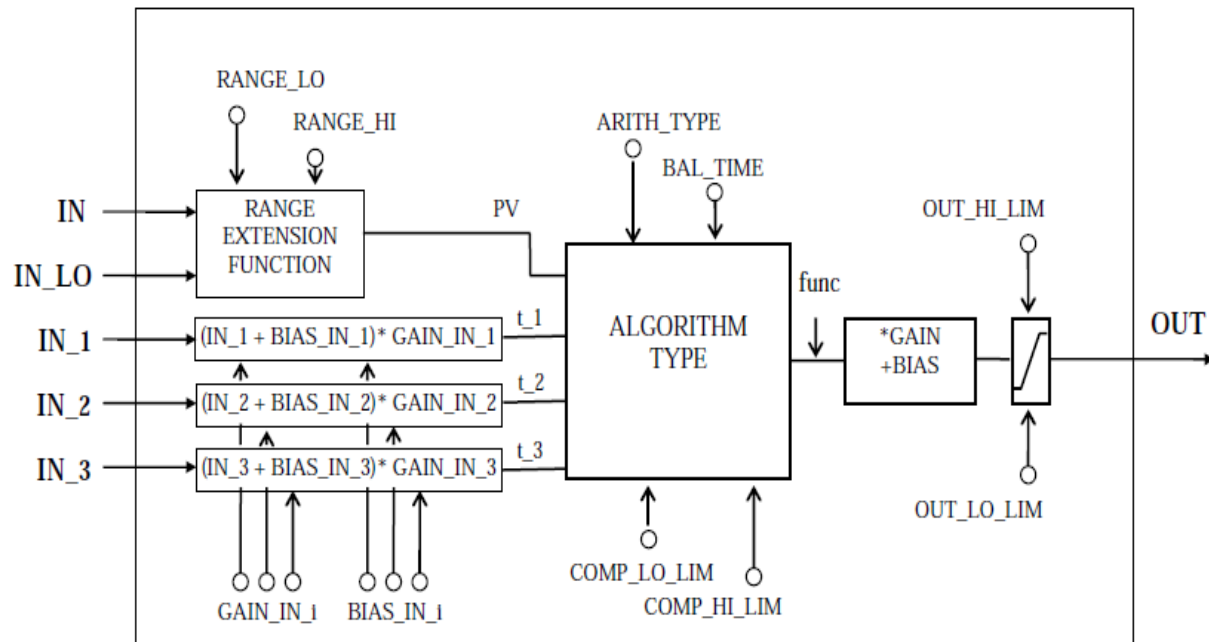 RANGE_LO
RANGE_HI
ARITH_TYPE
BAL_TIME
IN
RANGE
EXTENSION
FUNCTION
PV
OUT_HI_LIM
IN_LO
func
IN_1
(IN_1 + BIAS_IN_1)* GAIN_IN_1
t_1
ALGORITHM
TYPE
*GAIN
+BIAS
OUT
IN_2
(IN_2 + BIAS_IN_2)* GAIN_IN_2
t_2
IN_3
(IN_3 + BIAS_IN_3)* GAIN_IN_3
t_3
OUT_LO_LIM
COMP_LO_LIM
COMP_HI_LIM
GAIN_IN_i
BIAS_IN_i